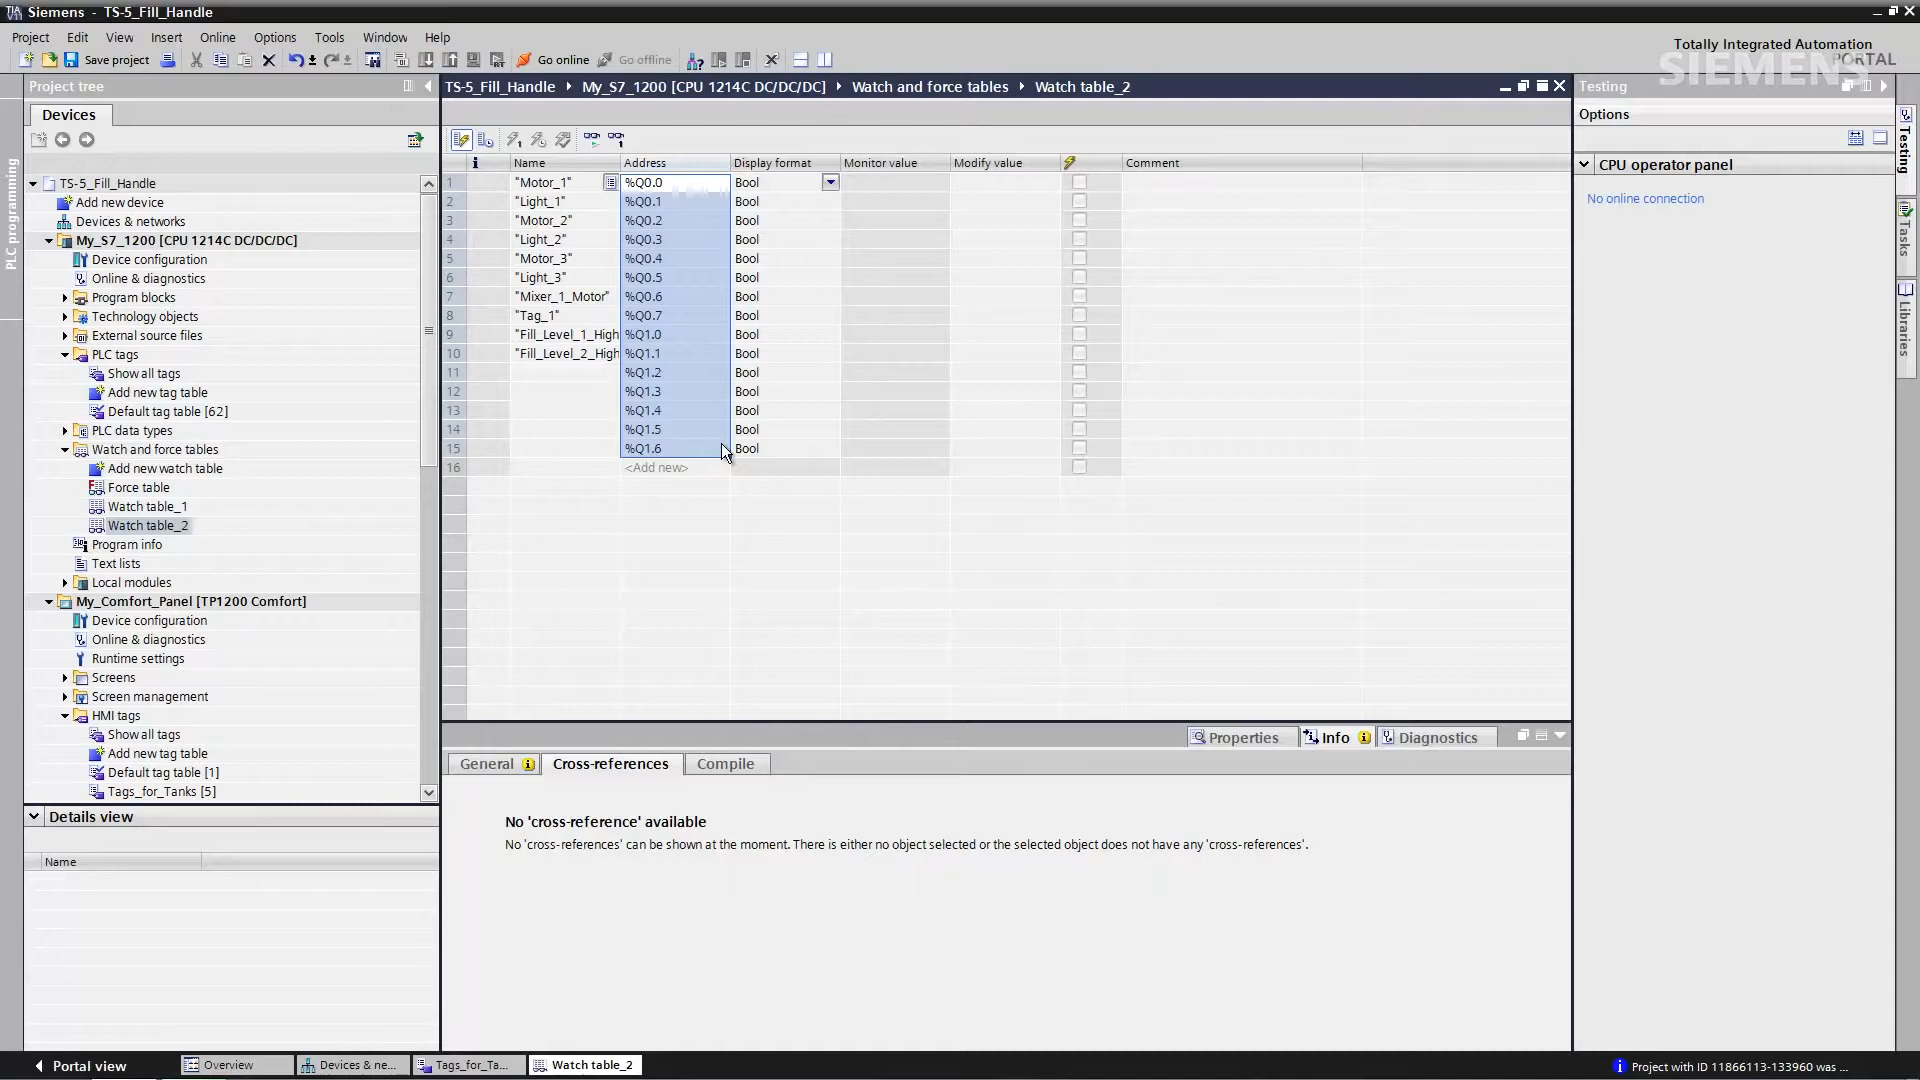 Siemens - TS-5_Fill_Handle
Project Edit View Insert Online Options Tools Window Help
Save project Go online Go offline
Totally Integrated Automation
PORTAL
SIEMENS
Project tree
TS-5_Fill_Handle My_S7_1200 [CPU 1214C DC/DC/DC] Watch and force tables Watch table_2
Testing
Devices
Options
CPU operator panel
No online connection
PLC programming
Testing
Tasks
Libraries
i Name Address Display format Monitor value Modify value Comment
1 "Motor_1" %Q0.0 Bool
2 "Light_1" %Q0.1 Bool
3 "Motor_2" %Q0.2 Bool
4 "Light_2" %Q0.3 Bool
5 "Motor_3" %Q0.4 Bool
6 "Light_3" %Q0.5 Bool
7 "Mixer_1_Motor" %Q0.6 Bool
8 "Tag_1" %Q0.7 Bool
9 "Fill_Level_1_High %Q1.0 Bool
10 "Fill_Level_2_High %Q1.1 Bool
11 %Q1.2 Bool
12 %Q1.3 Bool
13 %Q1.4 Bool
14 %Q1.5 Bool
15 %Q1.6 Bool
16 <Add new>
TS-5_Fill_Handle
Add new device
Devices & networks
My_S7_1200 [CPU 1214C DC/DC/DC]
Device configuration
Online & diagnostics
Program blocks
Technology objects
External source files
PLC tags
Show all tags
Add new tag table
Default tag table [62]
PLC data types
Watch and force tables
Add new watch table
Force table
Watch table_1
Watch table_2
Program info
Text lists
Local modules
My_Comfort_Panel [TP1200 Comfort]
Device configuration
Online & diagnostics
Runtime settings
Screens
Screen management
HMI tags
Show all tags
Add new tag table
Default tag table [1]
Tags_for_Tanks [5]
Details view
Name
Properties Info Diagnostics
General Cross-references Compile
No 'cross-reference' available
No 'cross-references' can be shown at the moment. There is either no object selected or the selected object does not have any 'cross-references'.
Portal view Overview Devices & ne... Tags_for_Ta... Watch table_2
Project with ID 11866113-133960 was ...